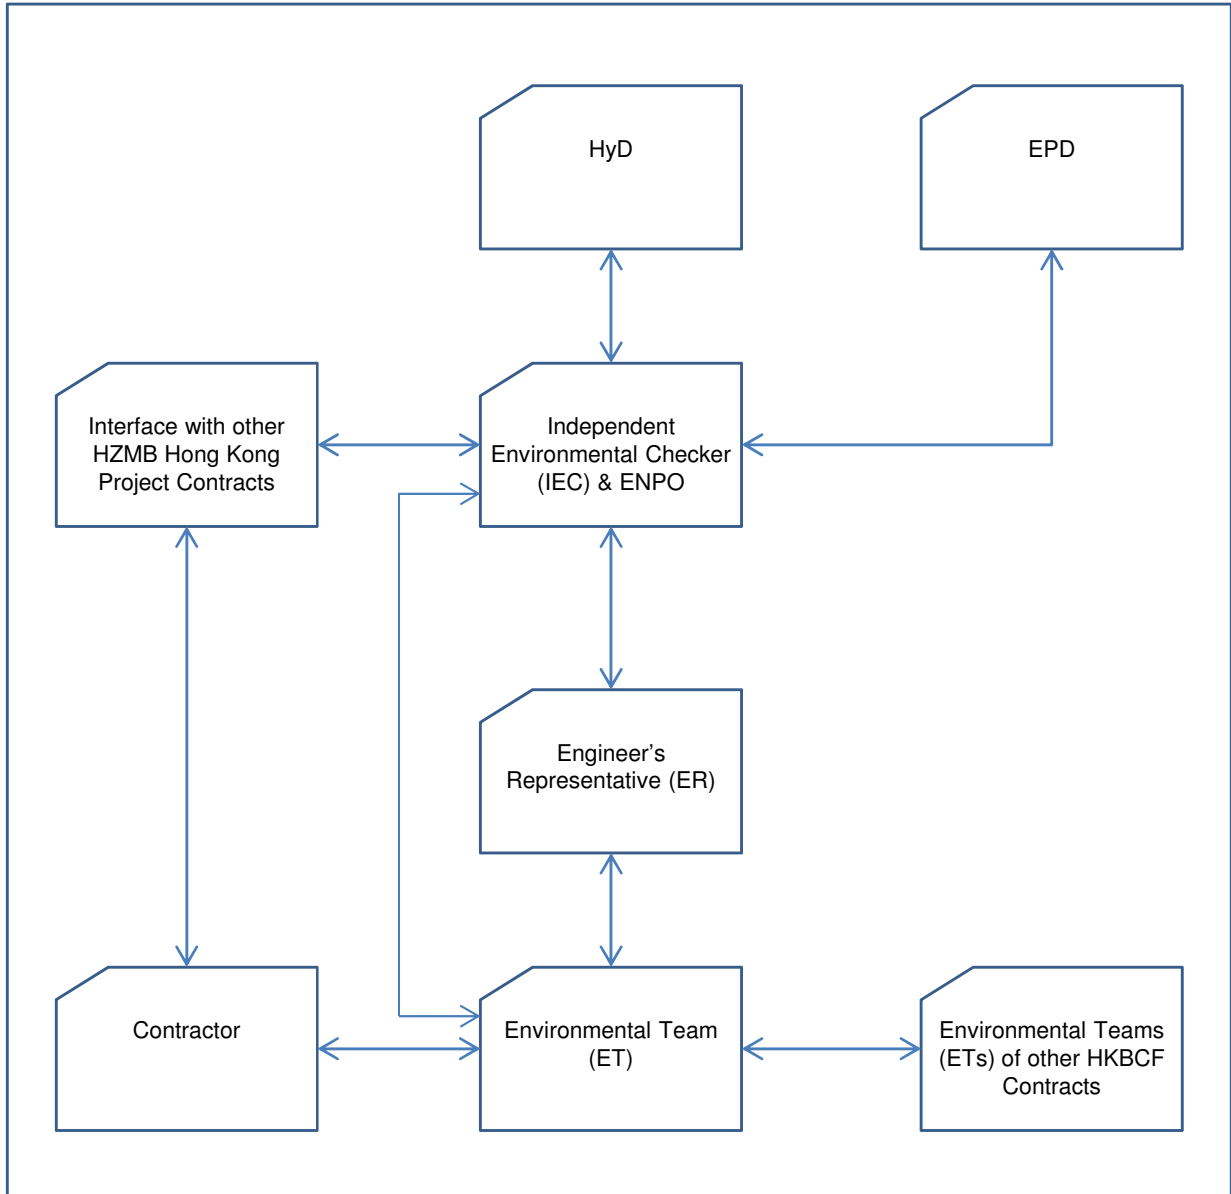 HyD
EPD
Interface with other
HZMB Hong Kong
Project Contracts
Independent
Environmental Checker
(IEC) & ENPO
Engineer’s
Representative (ER)
Contractor
Environmental Team
(ET)
Environmental Teams
(ETs) of other HKBCF
Contracts